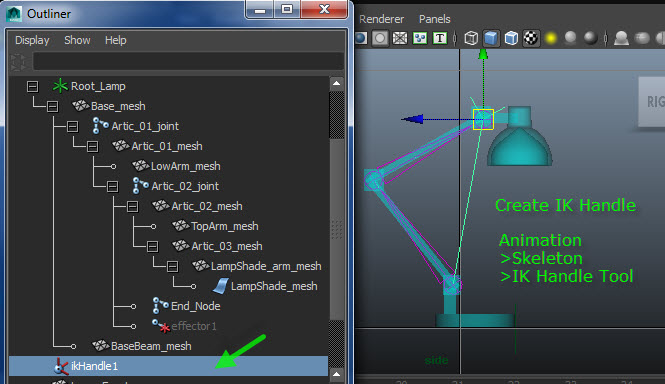 Outliner
Display Show Help
Root_Lamp
Base_mesh
Artic_01_joint
Artic_01_mesh
LowArm_mesh
Artic_02_joint
Artic_02_mesh
TopArm_mesh
Artic_03_mesh
LampShade_arm_mesh
LampShade_mesh
End_Node
effector1
BaseBeam_mesh
ikHandle1
Renderer Panels
RIG
Create IK Handle
Animation
>Skeleton
>IK Handle Tool
side